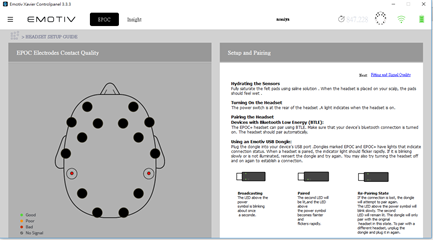 Emotiv Xavier Controlpanel 3.3.3
EMOTIV
EPOC
Insight
> HEADSET SETUP GUIDE
EPOC Electrodes Contact Quality
Good
Poor
Bad
No Signal
Setup and Pairing
Next Fitting and Signal Quality
Hydrating the Sensors
Fully saturate the felt pads using saline solution. When the headset is placed on your scalp, the pads
should feel wet.
Turning On the Headset
The power switch is at the rear of the headset. A light indicates when the headset is on.
Pairing the Headset
Devices with Bluetooth Low Energy (BTLE):
The EPOC+ headset can pair using BTLE. Make sure that your device's bluetooth connection is turned
on. The headset should pair automatically.
Using an Emotiv USB Dongle:
Plug the dongle into your device's USB port. Dongles marked EPOC and EPOC+ have lights that indicate
connection status. When a headset is paired, the indicator light should flicker rapidly. If it is blinking
slowly or is not illuminated, reinsert the dongle and try again. You may also try turning the headset off
and on again to establish a connection.
Broadcasting
The LED above the
power
symbol is blinking
about once
a seconds.
Paired
The second LED
will lit,and the LED
above
the power symbol
becomes fainter
and
flickers-rapidly.
Re-Paring State
If the connection is lost, the dongle
will attempt to pair again.
The LED above the power symbol will
blink slowly. The second
LED will remain lit. The dongle will only
pair with the original
headset in this state. To pair with a
different headset, unplug the
dongle and plug it in again.